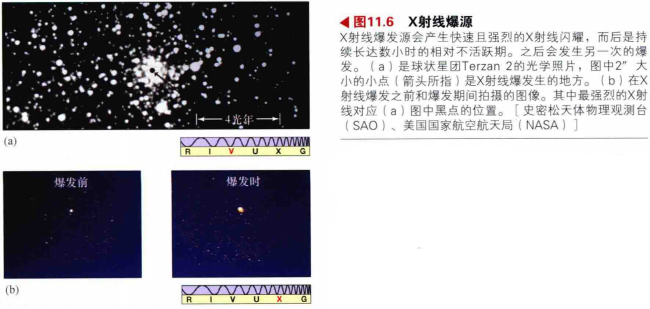 4光年
(a)
R I V U X G
爆发前
爆发时
(b)
R I V U X G
图11.6 X射线爆源
X射线爆发源会产生快速且强烈的X射线闪耀,而后是持
续长达数小时的相对不活跃期。之后会发生另一次的爆
发。(a)是球状星团Terzan 2的光学照片,图中2”大
小的小点(箭头所指)是X射线爆发生的地方。(b)在X
射线爆发之前和爆发期间拍摄的图像。其中最强烈的X射
线对应(a)图中黑点的位置。[史密松天体物理观测台
(SAO)、美国国家航空航天局(NASA)]